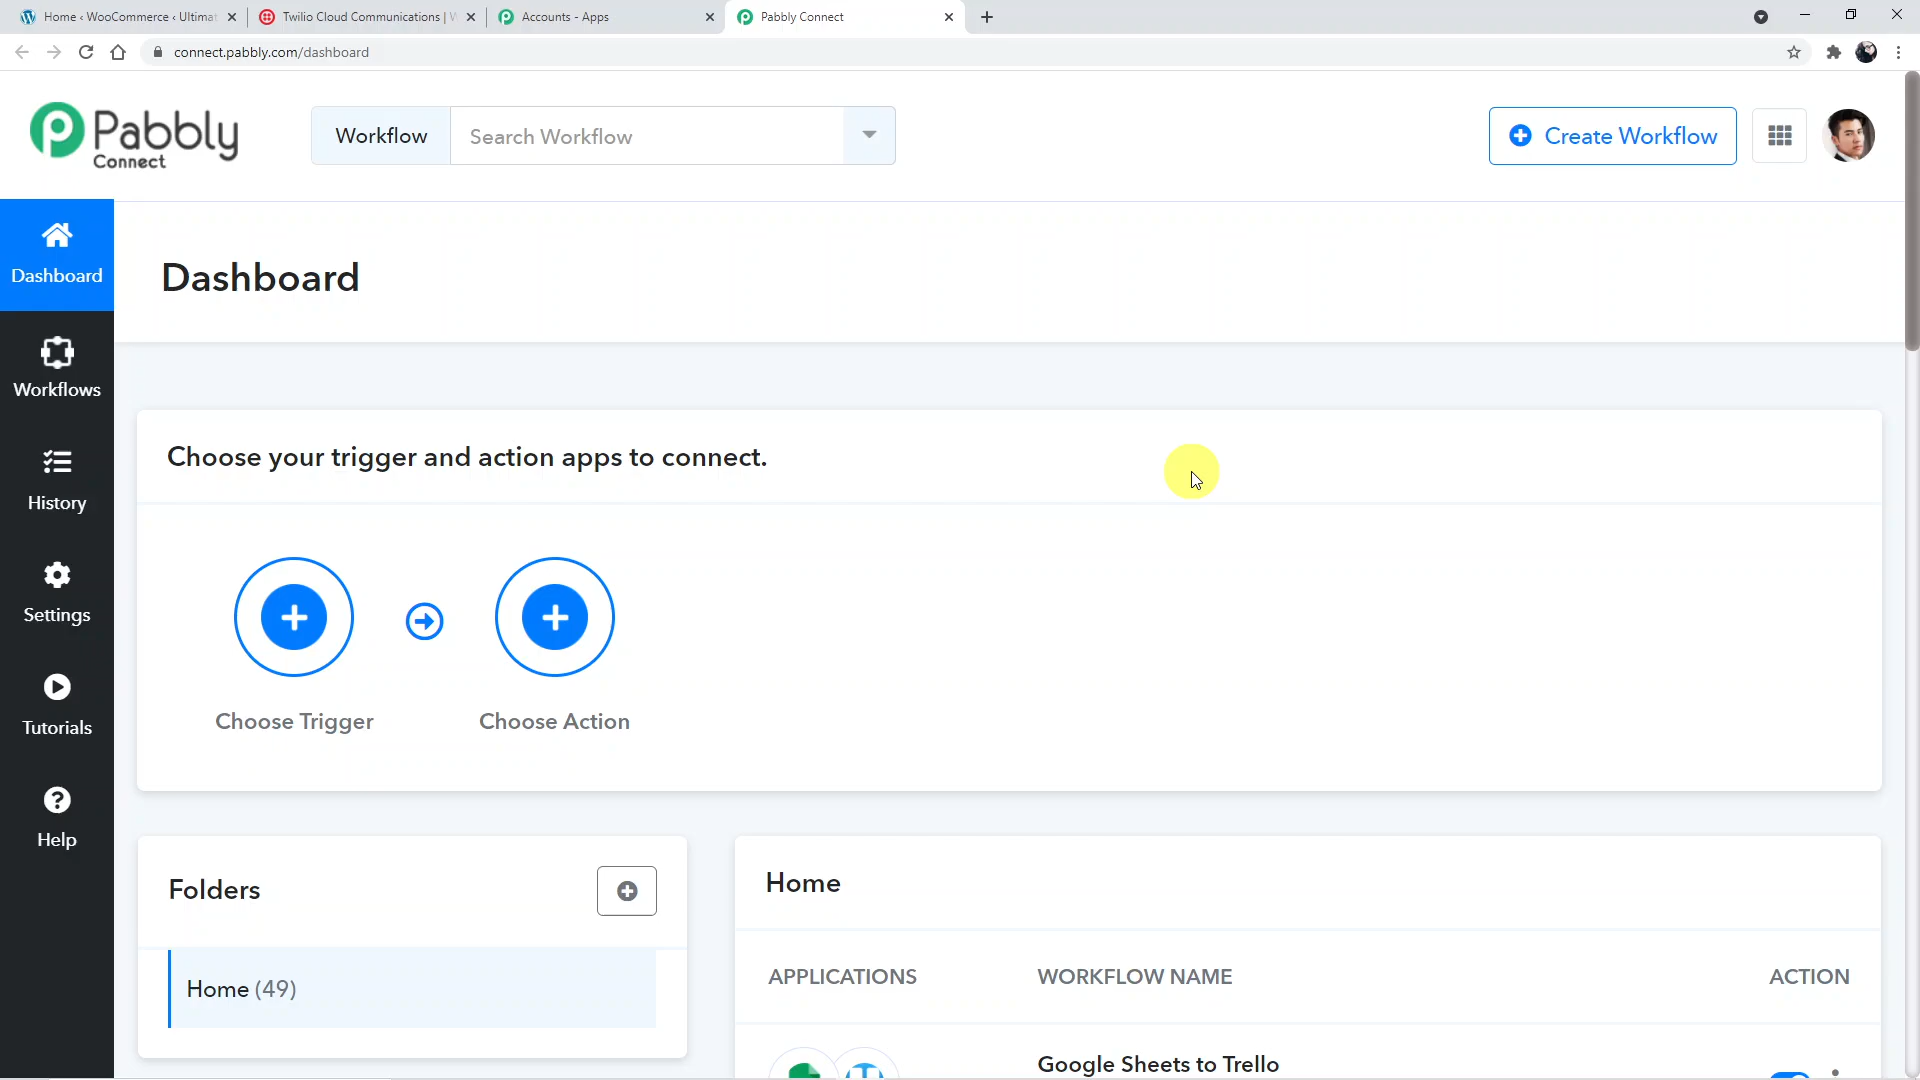 Home ‹ WooCommerce ‹ Ultimat
Twilio Cloud Communications |
Accounts - Apps
Pabbly Connect
connect.pabbly.com/dashboard
Pabbly
Connect
Workflow
Search Workflow
Create Workflow
Dashboard
Dashboard
Workflows
History
Settings
Tutorials
Help
Choose your trigger and action apps to connect.
Choose Trigger
Choose Action
Folders
Home (49)
Home
APPLICATIONS
WORKFLOW NAME
ACTION
Google Sheets to Trello